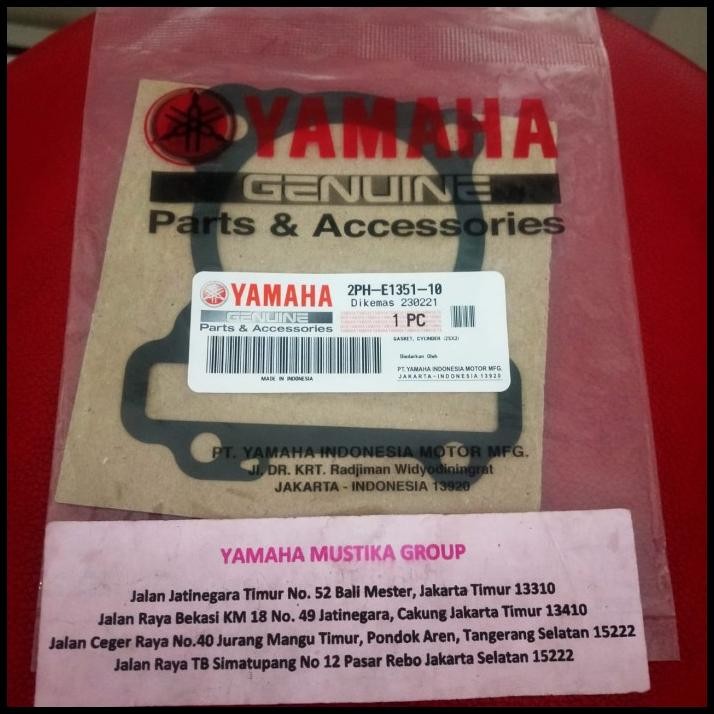 YAMAHA
GENUINE
Parts & Accessories
YAMAHA
GENUINE
Parts & Accessories
MADE IN INDONESIA
2PH-E1351-10
Dikemas 230221
1 PC
GASKET, CYLINDER (25X2)
Diedarkan Oleh
PT. YAMAHA INDONESIA MOTOR MFG.
JAKARTA-INDONESIA 13920
PT. YAMAHA INDONESIA MOTOR MFG.
Jl. DR. KRT. Radjiman Widyodiningrat
JAKARTA - INDONESIA 13920
YAMAHA MUSTIKA GROUP
Jalan Jatinegara Timur No. 52 Bali Mester, Jakarta Timur 13310
Jalan Raya Bekasi KM 18 No. 49 Jatinegara, Cakung Jakarta Timur 13410
Jalan Ceger Raya No.40 Jurang Mangu Timur, Pondok Aren, Tangerang Selatan 15222
Jalan Raya TB Simatupang No 12 Pasar Rebo Jakarta Selatan 15222